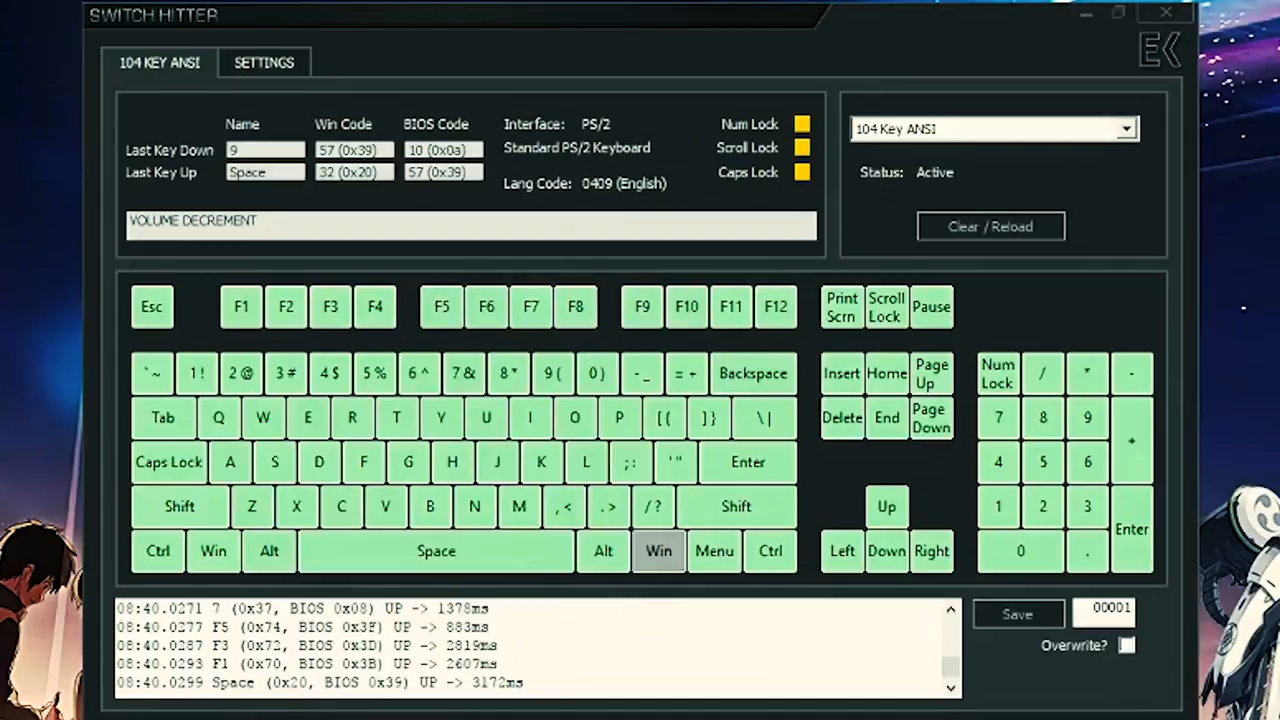 SWITCH HITTER
EK
104 KEY ANSI SETTINGS
Name Win Code BIOS Code Interface: PS/2 Num Lock
104 Key ANSI
Last Key Down 9 57 (0x39) 10 (0x0a) Standard PS/2 Keyboard Scroll Lock
Last Key Up Space 32 (0x20) 57 (0x39) Caps Lock
Status: Active
Lang Code: 0409 (English)
VOLUME DECREMENT
Clear / Reload
Esc F1 F2 F3 F4 F5 F6 F7 F8 F9 F10 F11 F12 Print Scrn Scroll Lock Pause
` ~ 1 ! 2 @ 3 # 4 $ 5 % 6 ^ 7 & 8 * 9 ( 0 ) - _ = + Backspace Insert Home Page Up Num Lock / * -
Tab Q W E R T Y U I O P [ { ] } \ | Delete End Page Down 7 8 9 +
Caps Lock A S D F G H J K L ; : ' " Enter 4 5 6
Shift Z X C V B N M , < . > / ? Shift Up 1 2 3 Enter
Ctrl Win Alt Space Alt Win Menu Ctrl Left Down Right 0 .
08:40.0271 7 (0x37, BIOS 0x08) UP -> 1378ms
08:40.0277 F5 (0x74, BIOS 0x3F) UP -> 883ms
08:40.0287 F3 (0x72, BIOS 0x3D) UP -> 2819ms
08:40.0293 F1 (0x70, BIOS 0x3B) UP -> 2607ms
08:40.0299 Space (0x20, BIOS 0x39) UP -> 3172ms
Save 00001
Overwrite?